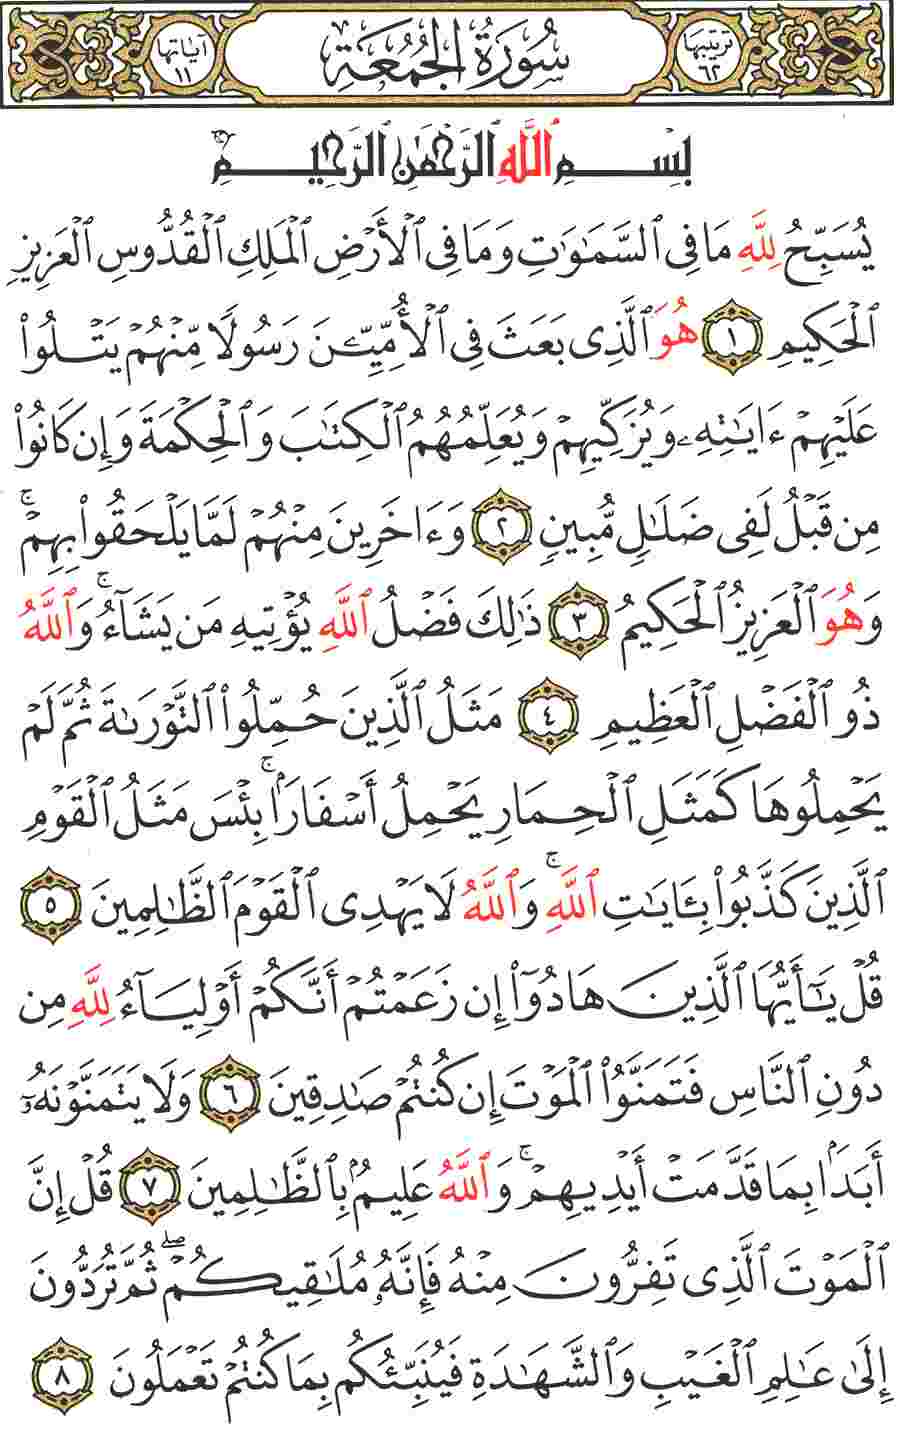 ترتيبها ٦٢ سُورَةُ الجُمُعَةِ آياتها ١١
بِسْمِ ٱللَّهِ ٱلرَّحْمَٰنِ ٱلرَّحِيمِ
يُسَبِّحُ لِلَّهِ مَا فِى ٱلسَّمَٰوَٰتِ وَمَا فِى ٱلْأَرْضِ ٱلْمَلِكِ ٱلْقُدُّوسِ ٱلْعَزِيزِ
ٱلْحَكِيمِ ١ هُوَ ٱلَّذِى بَعَثَ فِى ٱلْأُمِّيِّـۧنَ رَسُولًا مِّنْهُمْ يَتْلُوا۟
عَلَيْهِمْ ءَايَٰتِهِۦ وَيُزَكِّيهِمْ وَيُعَلِّمُهُمُ ٱلْكِتَٰبَ وَٱلْحِكْمَةَ وَإِن كَانُوا۟
مِن قَبْلُ لَفِى ضَلَٰلٍ مُّبِينٍ ٢ وَءَاخَرِينَ مِنْهُمْ لَمَّا يَلْحَقُوا۟ بِهِمْ ۚ
وَهُوَ ٱلْعَزِيزُ ٱلْحَكِيمُ ٣ ذَٰلِكَ فَضْلُ ٱللَّهِ يُؤْتِيهِ مَن يَشَآءُ ۚ وَٱللَّهُ
ذُو ٱلْفَضْلِ ٱلْعَظِيمِ ٤ مَثَلُ ٱلَّذِينَ حُمِّلُوا۟ ٱلتَّوْرَىٰةَ ثُمَّ لَمْ
يَحْمِلُوهَا كَمَثَلِ ٱلْحِمَارِ يَحْمِلُ أَسْفَارًۢا ۚ بِئْسَ مَثَلُ ٱلْقَوْمِ
ٱلَّذِينَ كَذَّبُوا۟ بِـَٔايَٰتِ ٱللَّهِ ۚ وَٱللَّهُ لَا يَهْدِى ٱلْقَوْمَ ٱلظَّٰلِمِينَ ٥
قُلْ يَٰٓأَيُّهَا ٱلَّذِينَ هَادُوٓا۟ إِن زَعَمْتُمْ أَنَّكُمْ أَوْلِيَآءُ لِلَّهِ مِن
دُونِ ٱلنَّاسِ فَتَمَنَّوُا۟ ٱلْمَوْتَ إِن كُنتُمْ صَٰدِقِينَ ٦ وَلَا يَتَمَنَّوْنَهُۥٓ
أَبَدًۢا بِمَا قَدَّمَتْ أَيْدِيهِمْ ۚ وَٱللَّهُ عَلِيمٌۢ بِٱلظَّٰلِمِينَ ٧ قُلْ إِنَّ
ٱلْمَوْتَ ٱلَّذِى تَفِرُّونَ مِنْهُ فَإِنَّهُۥ مُلَٰقِيكُمْ ۖ ثُمَّ تُرَدُّونَ
إِلَىٰ عَٰلِمِ ٱلْغَيْبِ وَٱلشَّهَٰدَةِ فَيُنَبِّئُكُم بِمَا كُنتُمْ تَعْمَلُونَ ٨